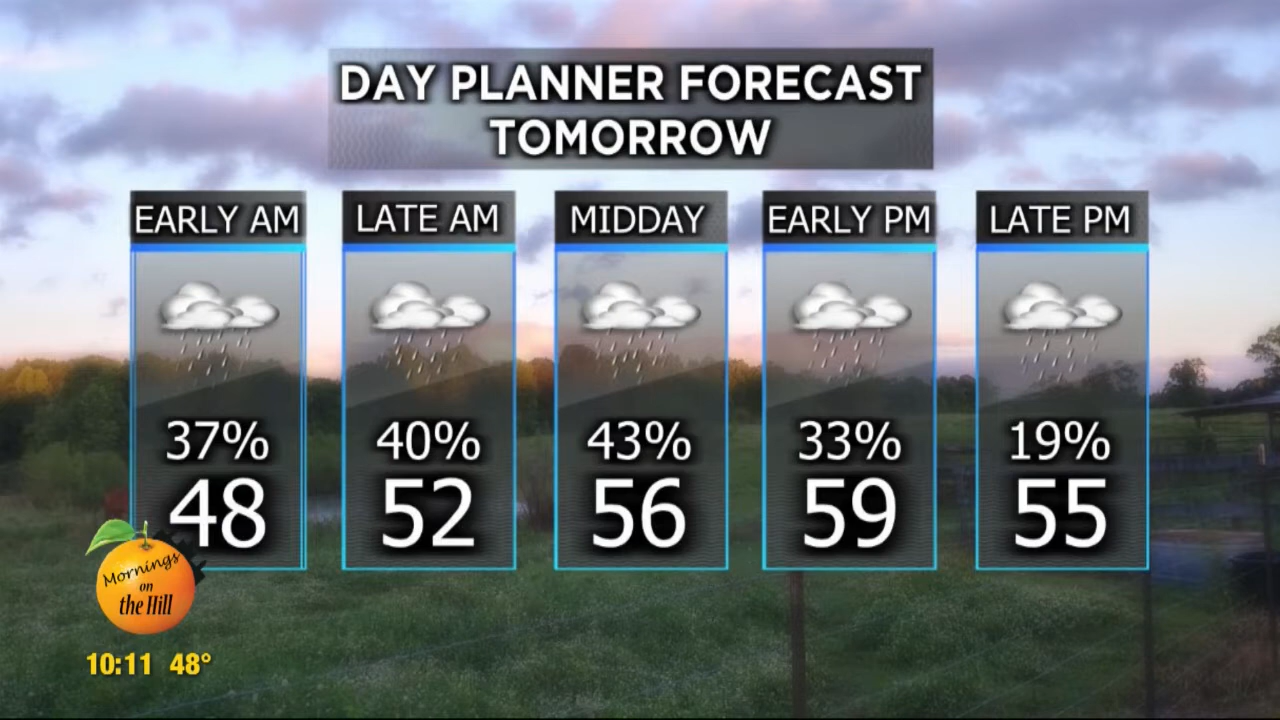 DAY PLANNER FORECAST
TOMORROW
EARLY AM
LATE AM
MIDDAY
EARLY PM
LATE PM
37%
40%
43%
33%
19%
48
52
56
59
55
Mornings
on
the Hill
10:11 48°